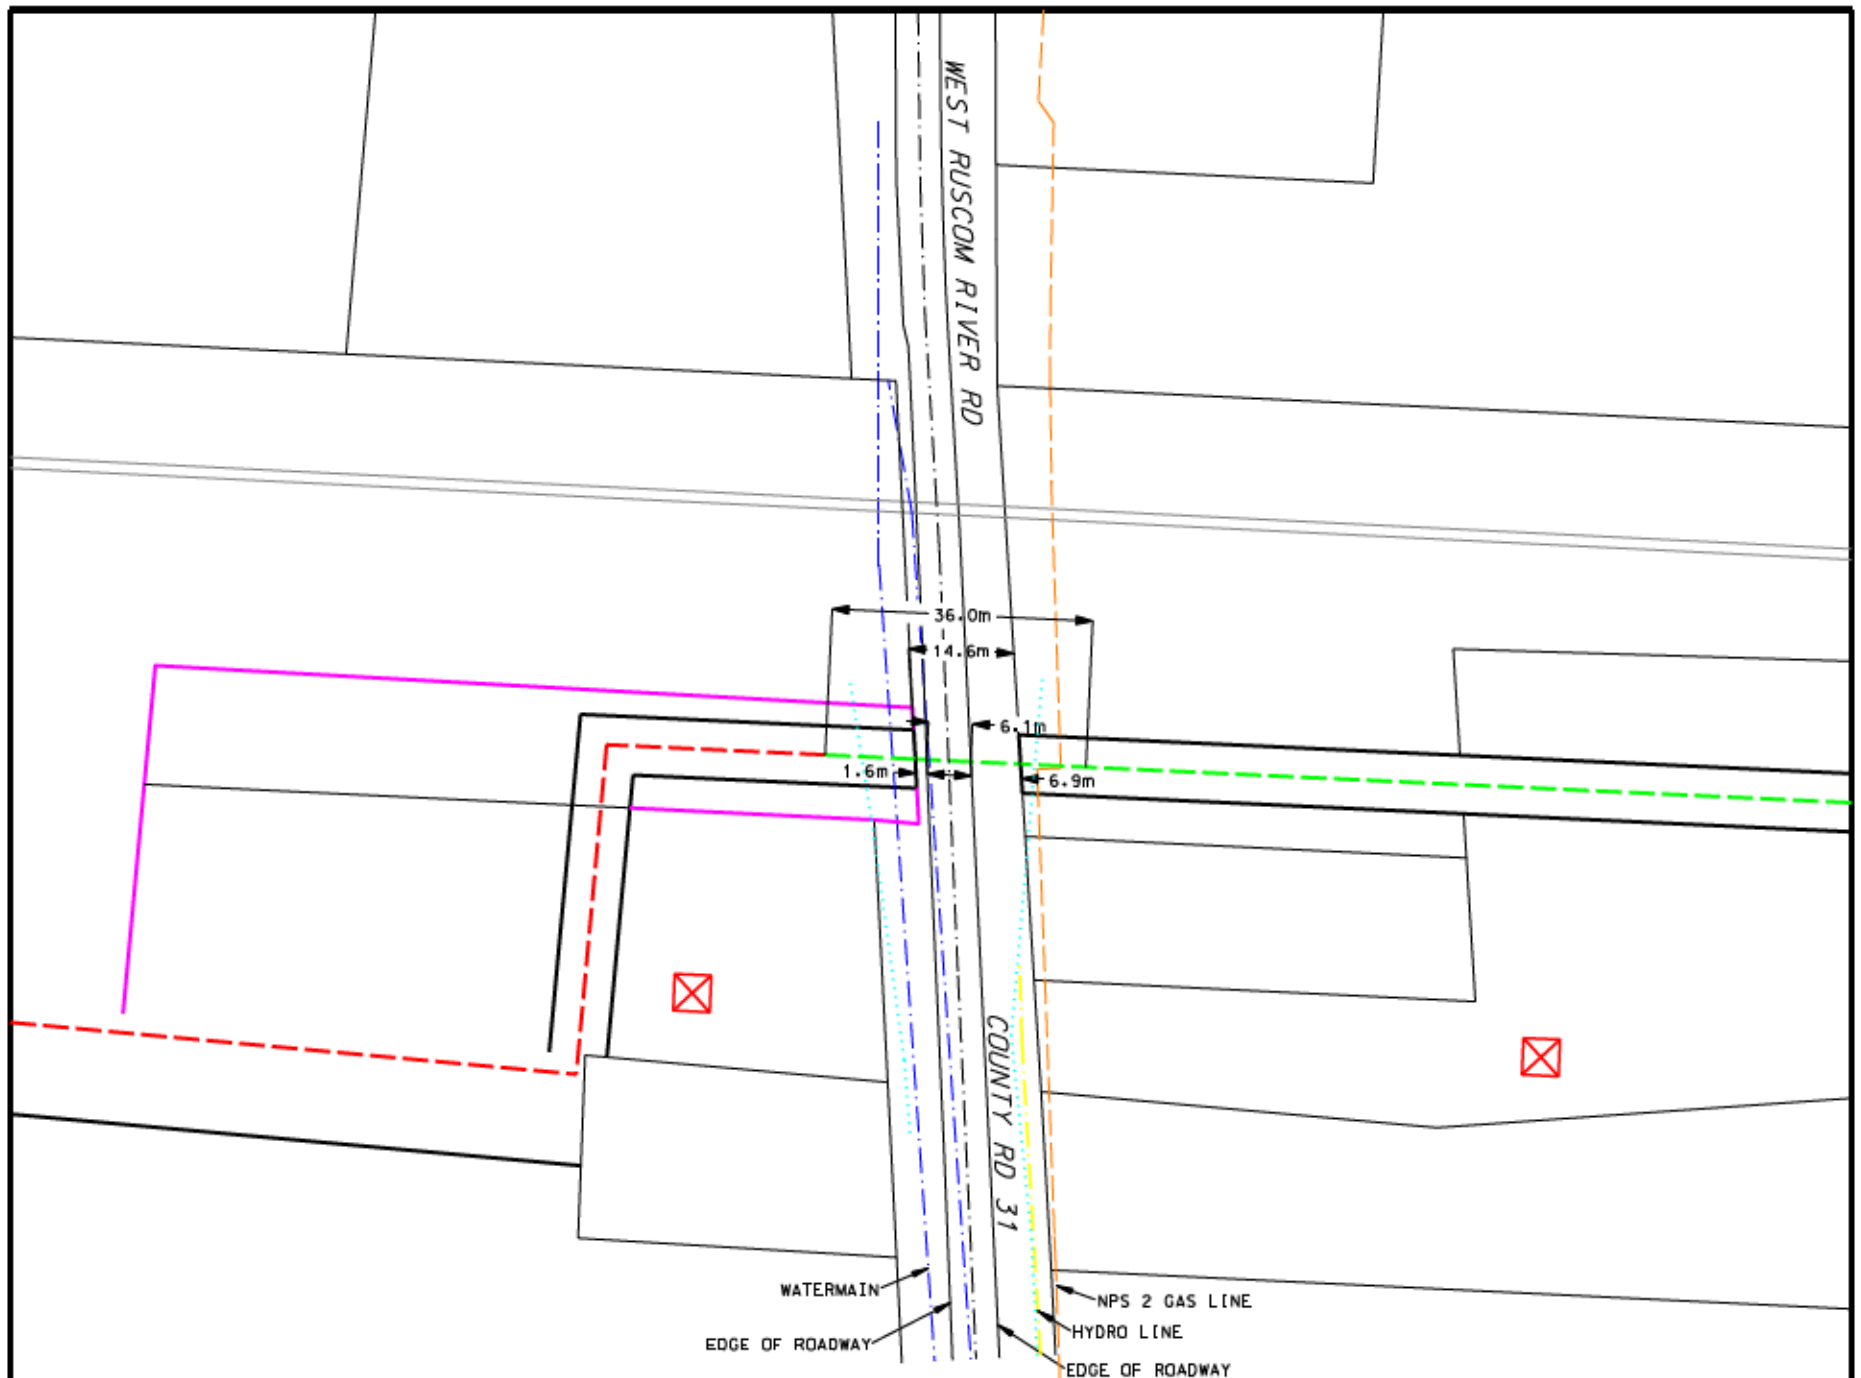 WEST RUSCOM RIVER RD
36.0m
14.6m
6.1m
1.6m
6.9m
COUNTY RD 31
WATERMAIN
NPS 2 GAS LINE
HYDRO LINE
EDGE OF ROADWAY
EDGE OF ROADWAY